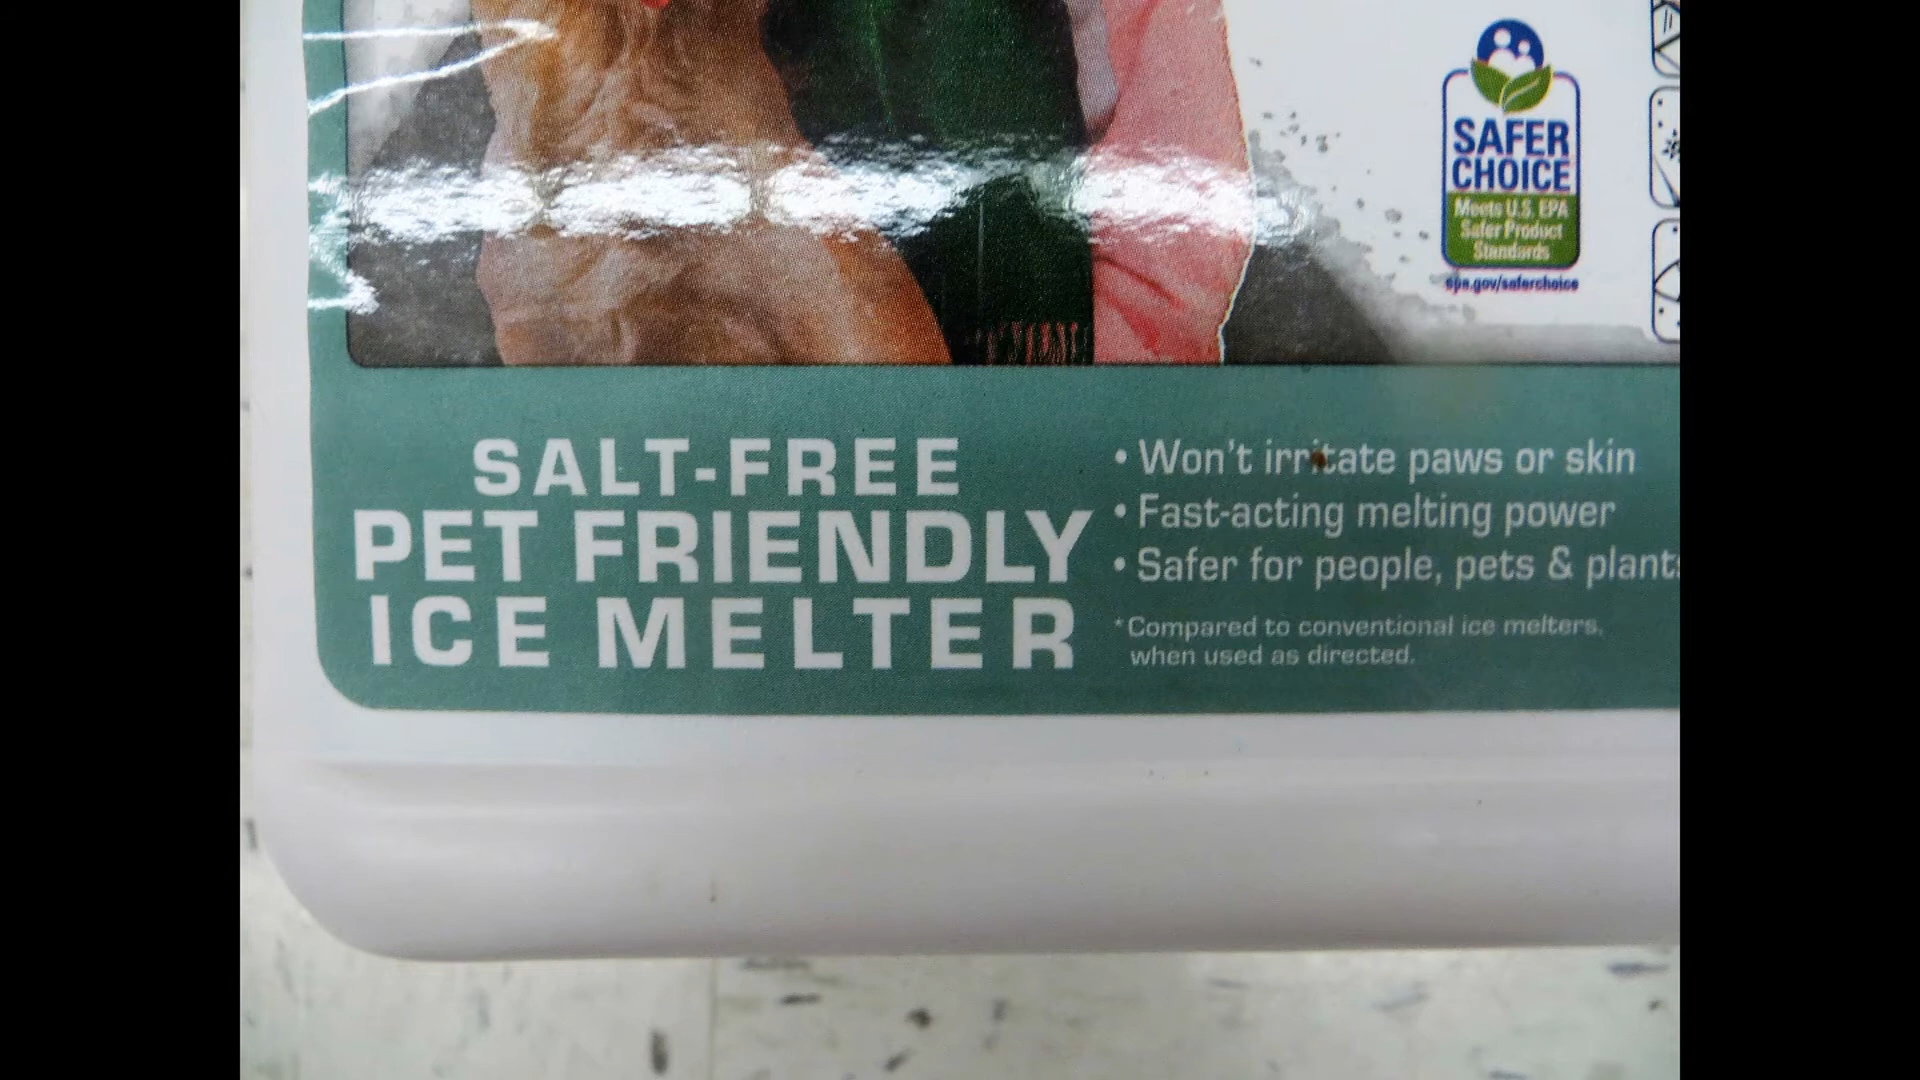 SAFER
CHOICE
Meets U.S. EPA
Safer Product
Standards
epa.gov/saferchoice
SALT-FREE
PET FRIENDLY
ICE MELTER
• Won't irritate paws or skin
• Fast-acting melting power
• Safer for people, pets & plants
*Compared to conventional ice melters,
when used as directed.